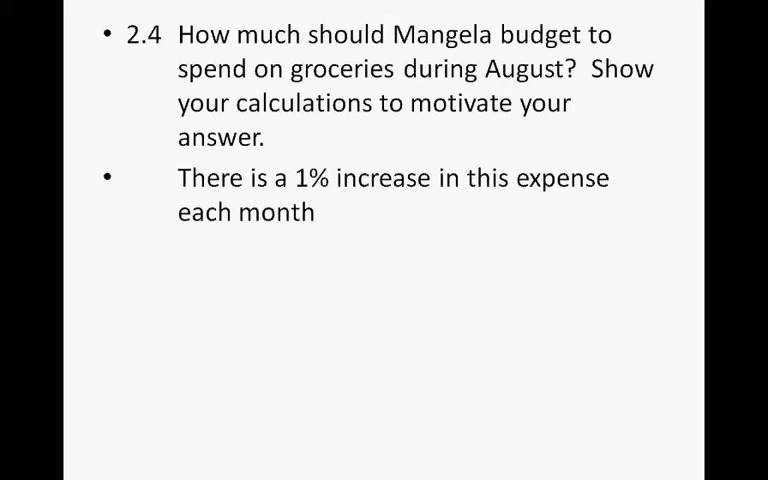 • 2.4 How much should Mangela budget to
spend on groceries during August? Show
your calculations to motivate your
answer.
• There is a 1% increase in this expense
each month